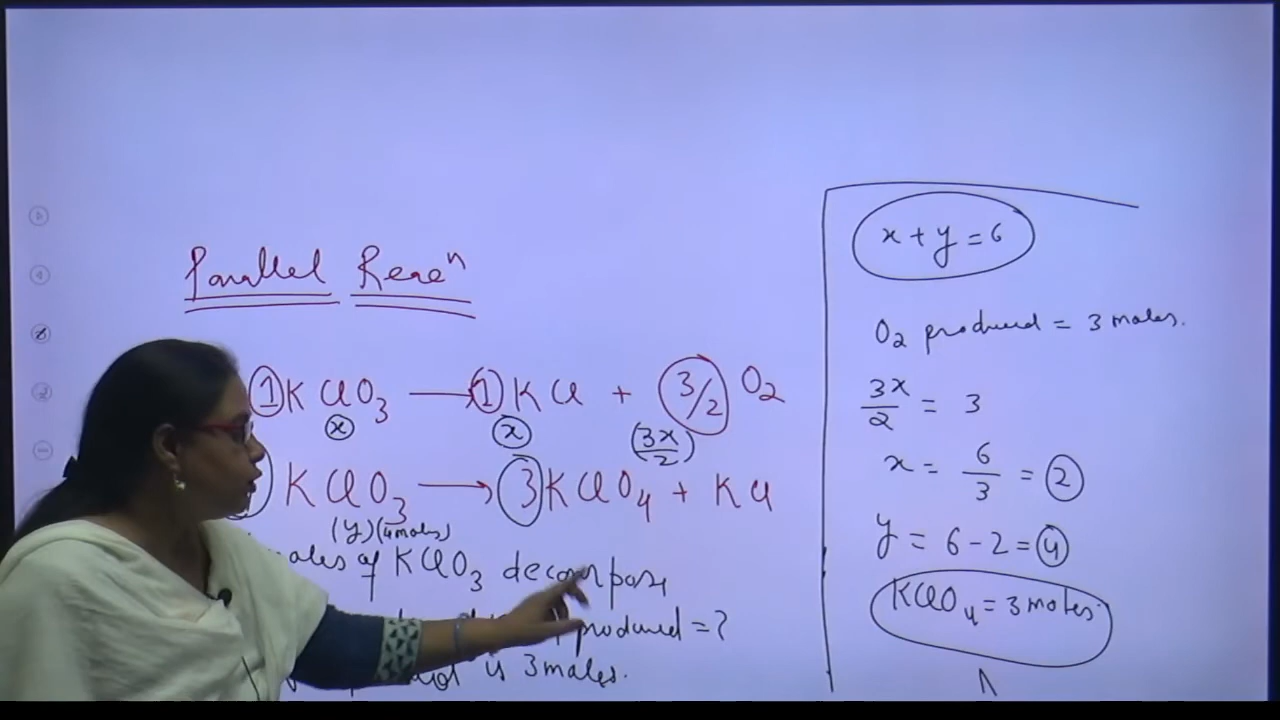 Parallel Reacⁿ
1 KClO₃ ⟶ 1 KCl + 3/2 O₂
(x) (x) (3x/2)
KClO₃ ⟶ 3 KClO₄ + KCl
(y) (4 moles)
moles of KClO₃ decompose
produced = ?
is 3 moles.
x + y = 6
O₂ produced = 3 moles.
3x/2 = 3
x = 6/3 = 2
y = 6 - 2 = 4
KClO₄ = 3 moles.